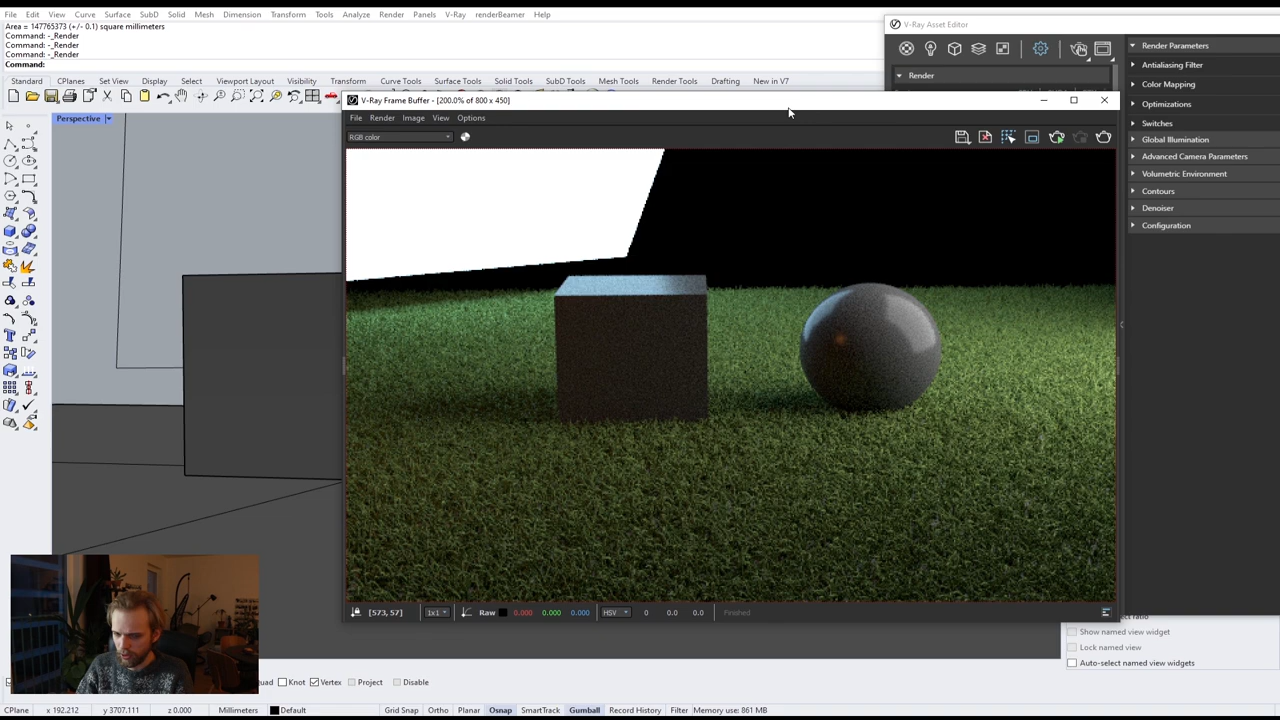 File Edit View Curve Surface SubD Solid Mesh Dimension Transform Tools Analyze Render Panels V-Ray renderBeamer Help
Area = 147765373 (+/- 0.1) square millimeters
Command: -_Render
Command: -_Render
Command: -_Render
Command:
Standard CPlanes Set View Display Select Viewport Layout Visibility Transform Curve Tools Surface Tools Solid Tools SubD Tools Mesh Tools Render Tools Drafting New in V7
Perspective
V-Ray Asset Editor
Render
Render Parameters
Antialiasing Filter
Color Mapping
Optimizations
Switches
Global Illumination
Advanced Camera Parameters
Volumetric Environment
Contours
Denoiser
Configuration
V-Ray Frame Buffer - [200.0% of 800 x 450]
File Render Image View Options
RGB color
[573, 57] 1x1 Raw 0.000 0.000 0.000 HSV 0 0.0 0.0 Finished
Show named view widget
Lock named view
Auto-select named view widgets
Knot Vertex Project Disable
CPlane x 192.212 y 3707.111 z 0.000 Millimeters Default Grid Snap Ortho Planar Osnap SmartTrack Gumball Record History Filter Memory use: 861 MB